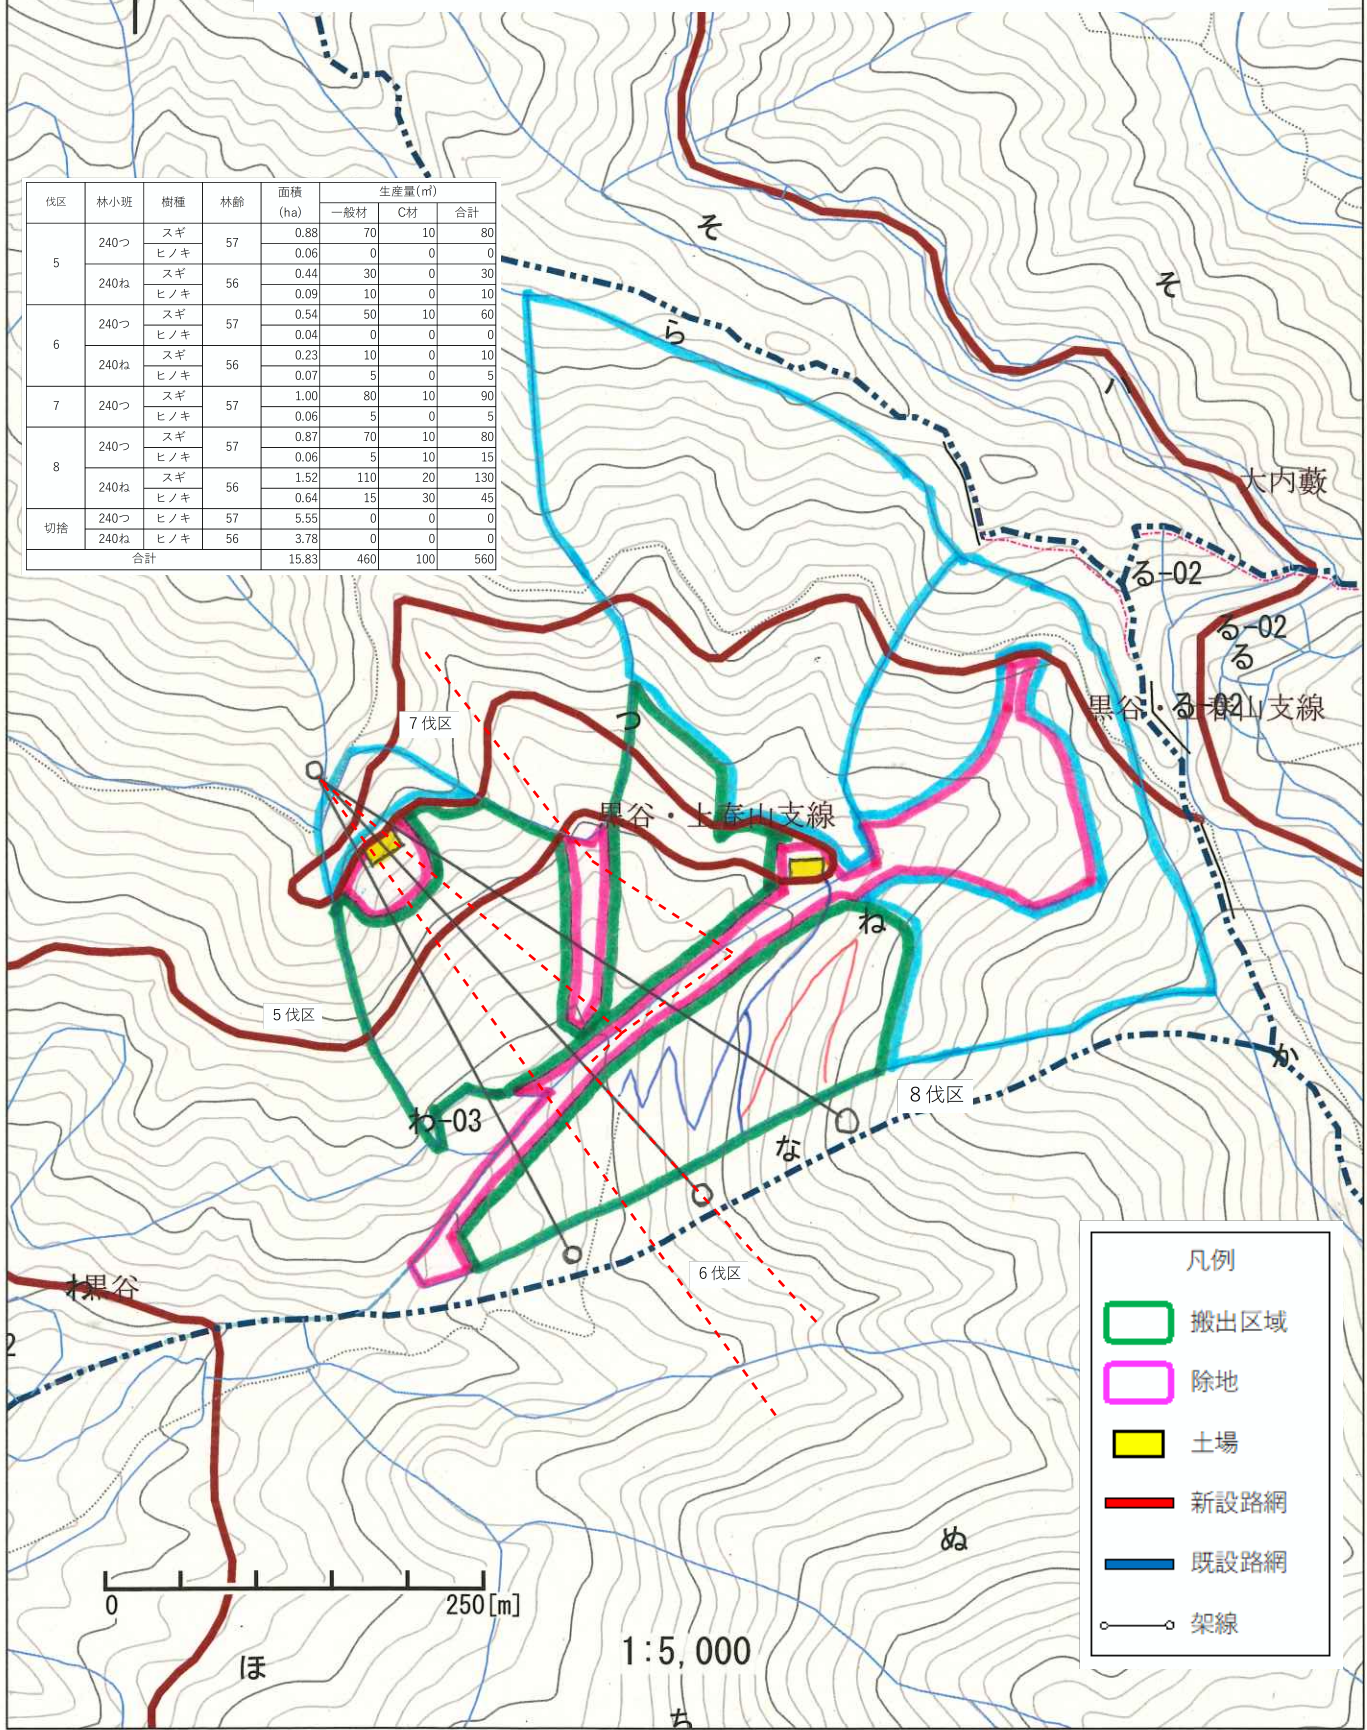 伐区 林小班 樹種 林齢 面積(ha) 生産量(㎥)
一般材 C材 合計
5 240つ スギ 57 0.88 70 10 80
ヒノキ 0.06 0 0 0
240ね スギ 56 0.44 30 0 30
ヒノキ 0.09 10 0 10
6 240つ スギ 57 0.54 50 10 60
ヒノキ 0.04 0 0 0
240ね スギ 56 0.23 10 0 10
ヒノキ 0.07 5 0 5
7 240つ スギ 57 1.00 80 10 90
ヒノキ 0.06 5 0 5
8 240つ スギ 57 0.87 70 10 80
ヒノキ 0.06 5 10 15
240ね スギ 56 1.52 110 20 130
ヒノキ 0.64 15 30 45
切捨 240つ ヒノキ 57 5.55 0 0 0
240ね ヒノキ 56 3.78 0 0 0
合計 15.83 460 100 560
そ
そ
ら
ハ
大内藪
る-02
る-02
る
る-02
黒谷・上春山支線
つ
7伐区
黒谷・上春山支線
ね
5伐区
か
8伐区
わ-03
な
6伐区
わ
黒谷
2
凡例
搬出区域
除地
土場
新設路網
既設路網
架線
ぬ
0 250[m]
1:5,000
ほ
ち